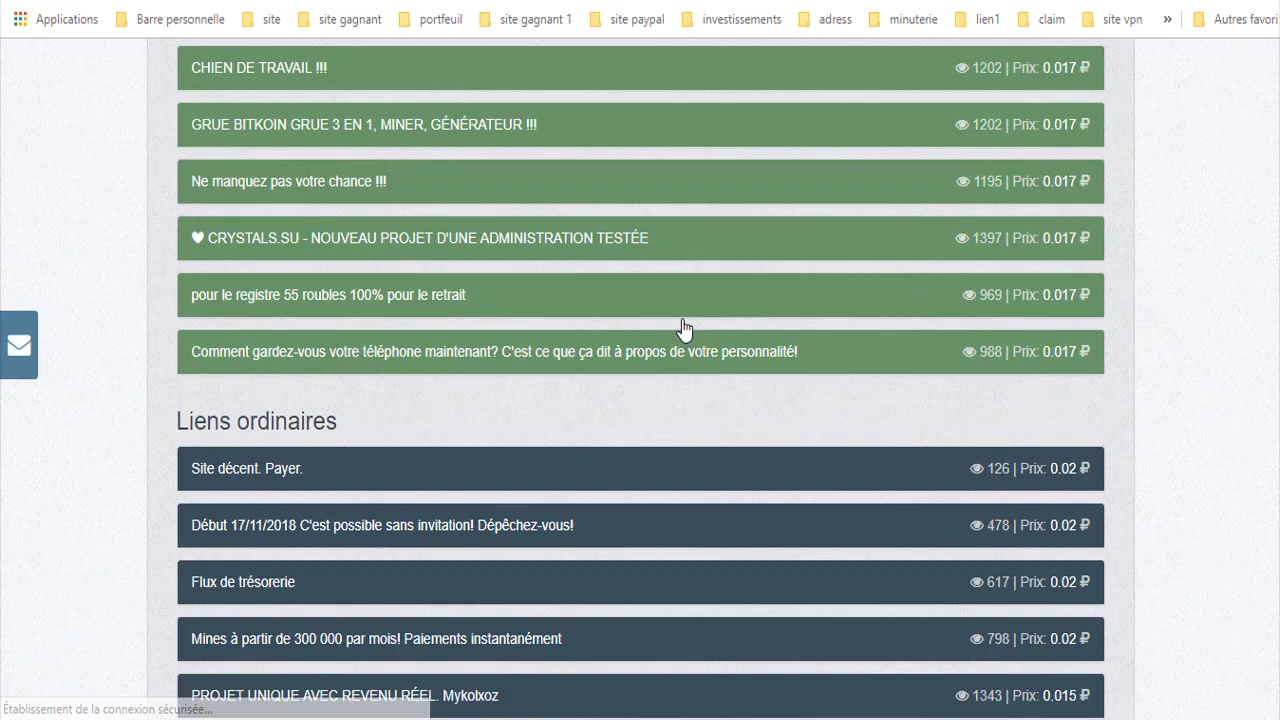 Applications Barre personnelle site site gagnant portfeuil site gagnant 1 site paypal investissements adress minuterie lien1 claim site vpn » Autres favori
CHIEN DE TRAVAIL !!! 1202 | Prix: 0.017 ₽
GRUE BITKOIN GRUE 3 EN 1, MINER, GÉNÉRATEUR !!! 1202 | Prix: 0.017 ₽
Ne manquez pas votre chance !!! 1195 | Prix: 0.017 ₽
♥ CRYSTALS.SU - NOUVEAU PROJET D'UNE ADMINISTRATION TESTÉE 1397 | Prix: 0.017 ₽
pour le registre 55 roubles 100% pour le retrait 969 | Prix: 0.017 ₽
Comment gardez-vous votre téléphone maintenant? C'est ce que ça dit à propos de votre personnalité! 988 | Prix: 0.017 ₽
Liens ordinaires
Site décent. Payer. 126 | Prix: 0.02 ₽
Début 17/11/2018 C'est possible sans invitation! Dépêchez-vous! 478 | Prix: 0.02 ₽
Flux de trésorerie 617 | Prix: 0.02 ₽
Mines à partir de 300 000 par mois! Paiements instantanément 798 | Prix: 0.02 ₽
PROJET UNIQUE AVEC REVENU RÉEL. Mykolxoz 1343 | Prix: 0.015 ₽
Établissement de la connexion sécurisée...